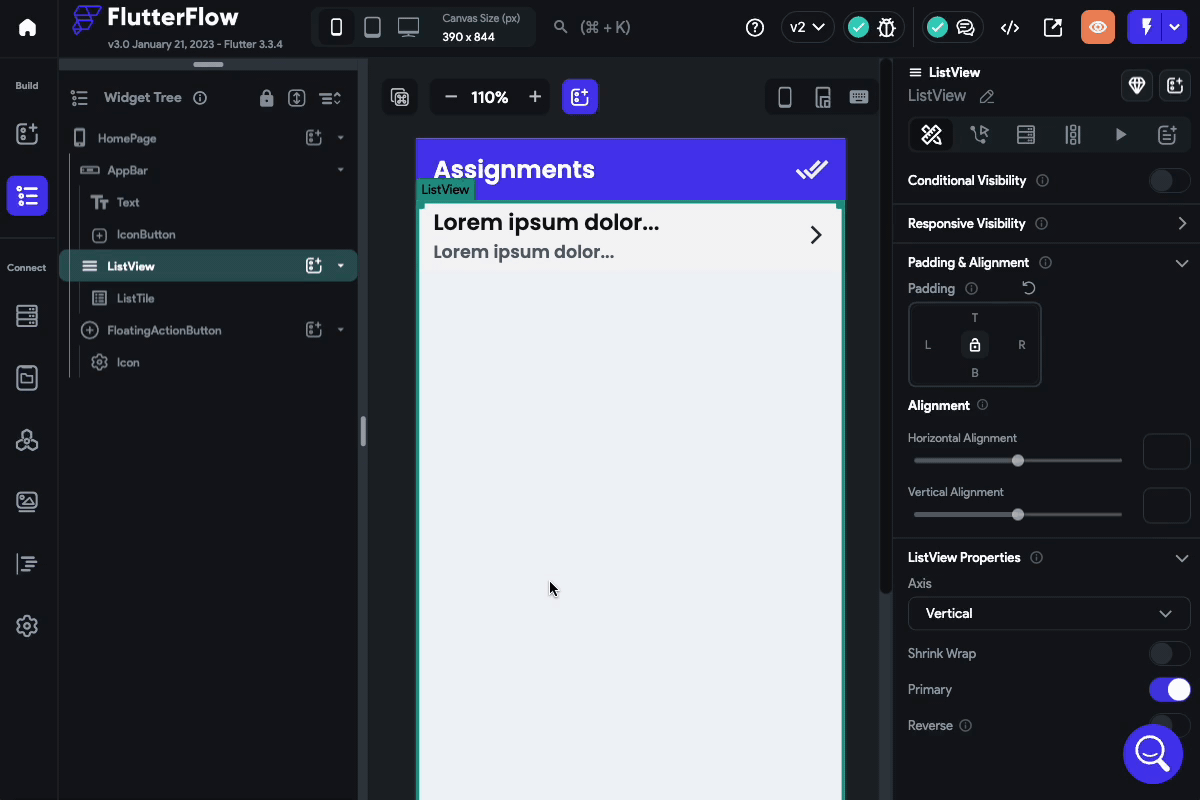 FlutterFlow
v3.0 January 21, 2023 - Flutter 3.3.4
Canvas Size (px)
390 x 844
(⌘ + K)
v2
Build
Connect
Widget Tree
HomePage
AppBar
Text
IconButton
ListView
ListTile
FloatingActionButton
Icon
110%
Assignments
ListView
Lorem ipsum dolor...
Lorem ipsum dolor...
ListView
ListView
Conditional Visibility
Responsive Visibility
Padding & Alignment
Padding
T
L
R
B
Alignment
Horizontal Alignment
Vertical Alignment
ListView Properties
Axis
Vertical
Shrink Wrap
Primary
Reverse